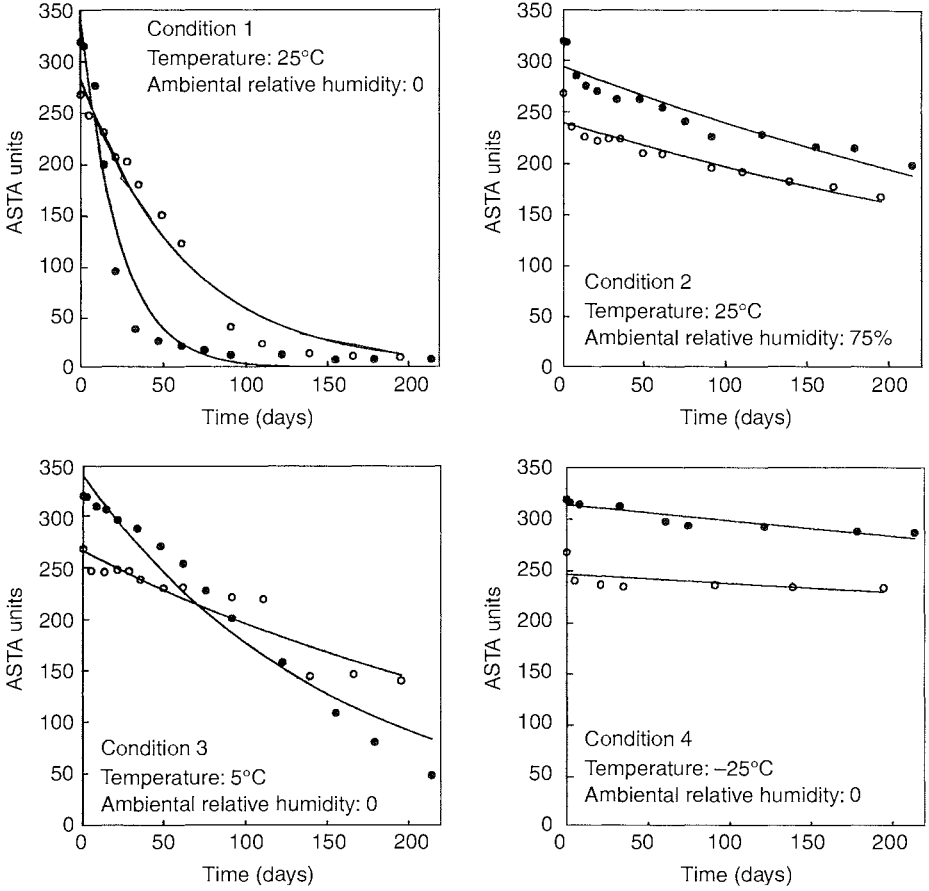 350
300
250
200
150
100
50
0
ASTA units
Condition 1
Temperature: 25°C
Ambiental relative humidity: 0
0 50 100 150 200
Time (days)
350
300
250
200
150
100
50
0
ASTA units
Condition 2
Temperature: 25°C
Ambiental relative humidity: 75%
0 50 100 150 200
Time (days)
350
300
250
200
150
100
50
0
ASTA units
Condition 3
Temperature: 5°C
Ambiental relative humidity: 0
0 50 100 150 200
Time (days)
350
300
250
200
150
100
50
0
ASTA units
Condition 4
Temperature: –25°C
Ambiental relative humidity: 0
0 50 100 150 200
Time (days)